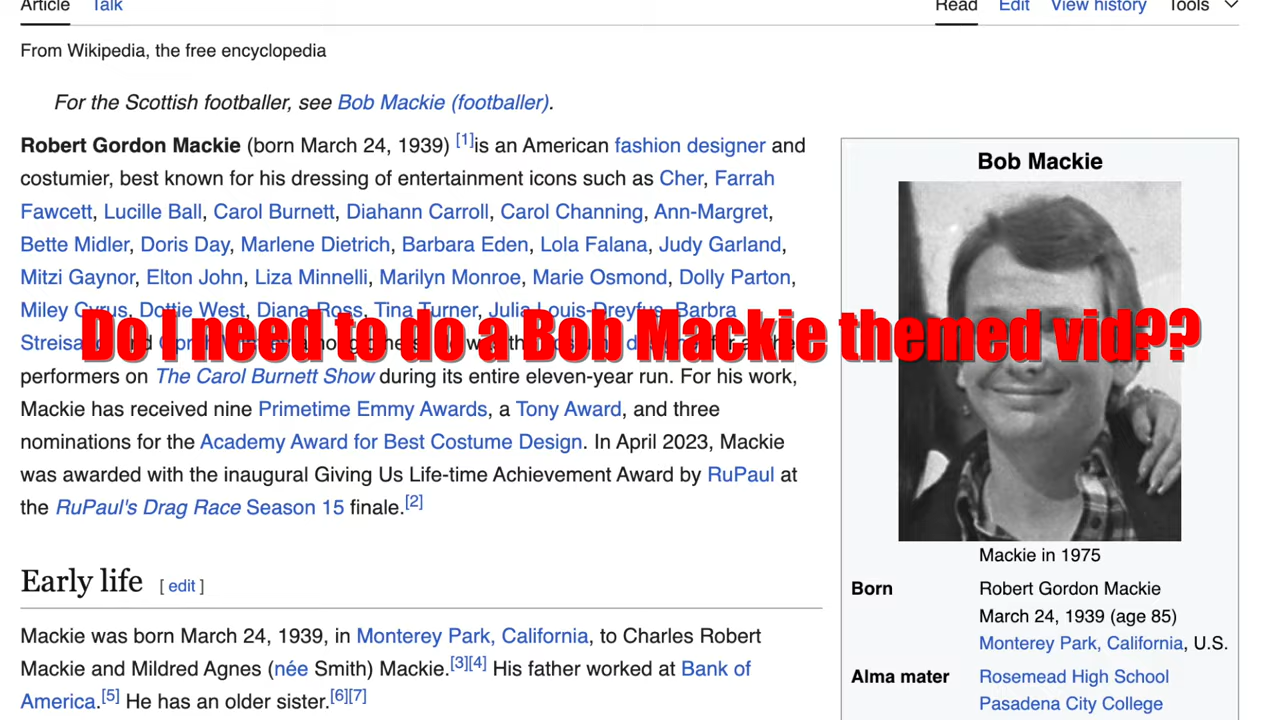 Article Talk Read Edit View history Tools
From Wikipedia, the free encyclopedia
For the Scottish footballer, see Bob Mackie (footballer).
Robert Gordon Mackie (born March 24, 1939) [1]is an American fashion designer and
costumier, best known for his dressing of entertainment icons such as Cher, Farrah
Fawcett, Lucille Ball, Carol Burnett, Diahann Carroll, Carol Channing, Ann-Margret,
Bette Midler, Doris Day, Marlene Dietrich, Barbara Eden, Lola Falana, Judy Garland,
Mitzi Gaynor, Elton John, Liza Minnelli, Marilyn Monroe, Marie Osmond, Dolly Parton,
Miley Cyrus, Dottie West, Diana Ross, Tina Turner, Julia Louis-Dreyfus, Barbra
Do I need to do a Bob Mackie themed vid??
performers on The Carol Burnett Show during its entire eleven-year run. For his work,
Mackie has received nine Primetime Emmy Awards, a Tony Award, and three
nominations for the Academy Award for Best Costume Design. In April 2023, Mackie
was awarded with the inaugural Giving Us Life-time Achievement Award by RuPaul at
the RuPaul's Drag Race Season 15 finale.[2]
Early life [ edit ]
Mackie was born March 24, 1939, in Monterey Park, California, to Charles Robert
Mackie and Mildred Agnes (née Smith) Mackie.[3][4] His father worked at Bank of
America.[5] He has an older sister.[6][7]
Bob Mackie
Mackie in 1975
Born Robert Gordon Mackie
March 24, 1939 (age 85)
Monterey Park, California, U.S.
Alma mater Rosemead High School
Pasadena City College